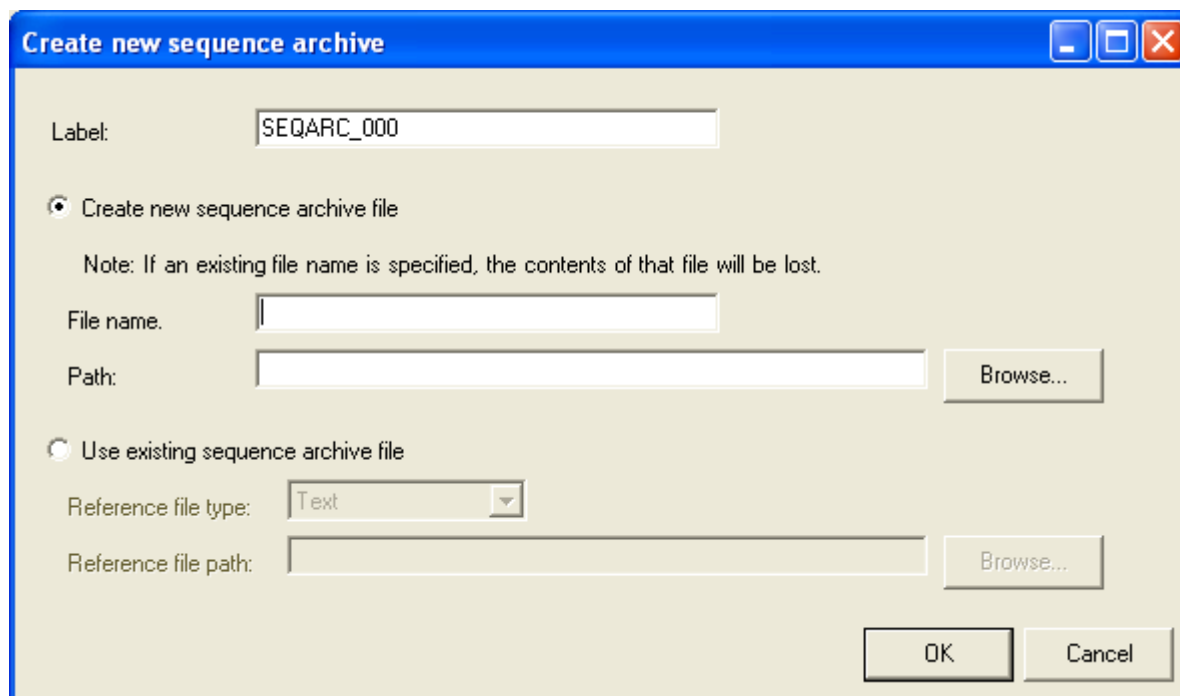 Create new sequence archive
Label: SEQARC_000
Create new sequence archive file
Note: If an existing file name is specified, the contents of that file will be lost.
File name.
Path: Browse...
Use existing sequence archive file
Reference file type: Text
Reference file path: Browse...
OK Cancel